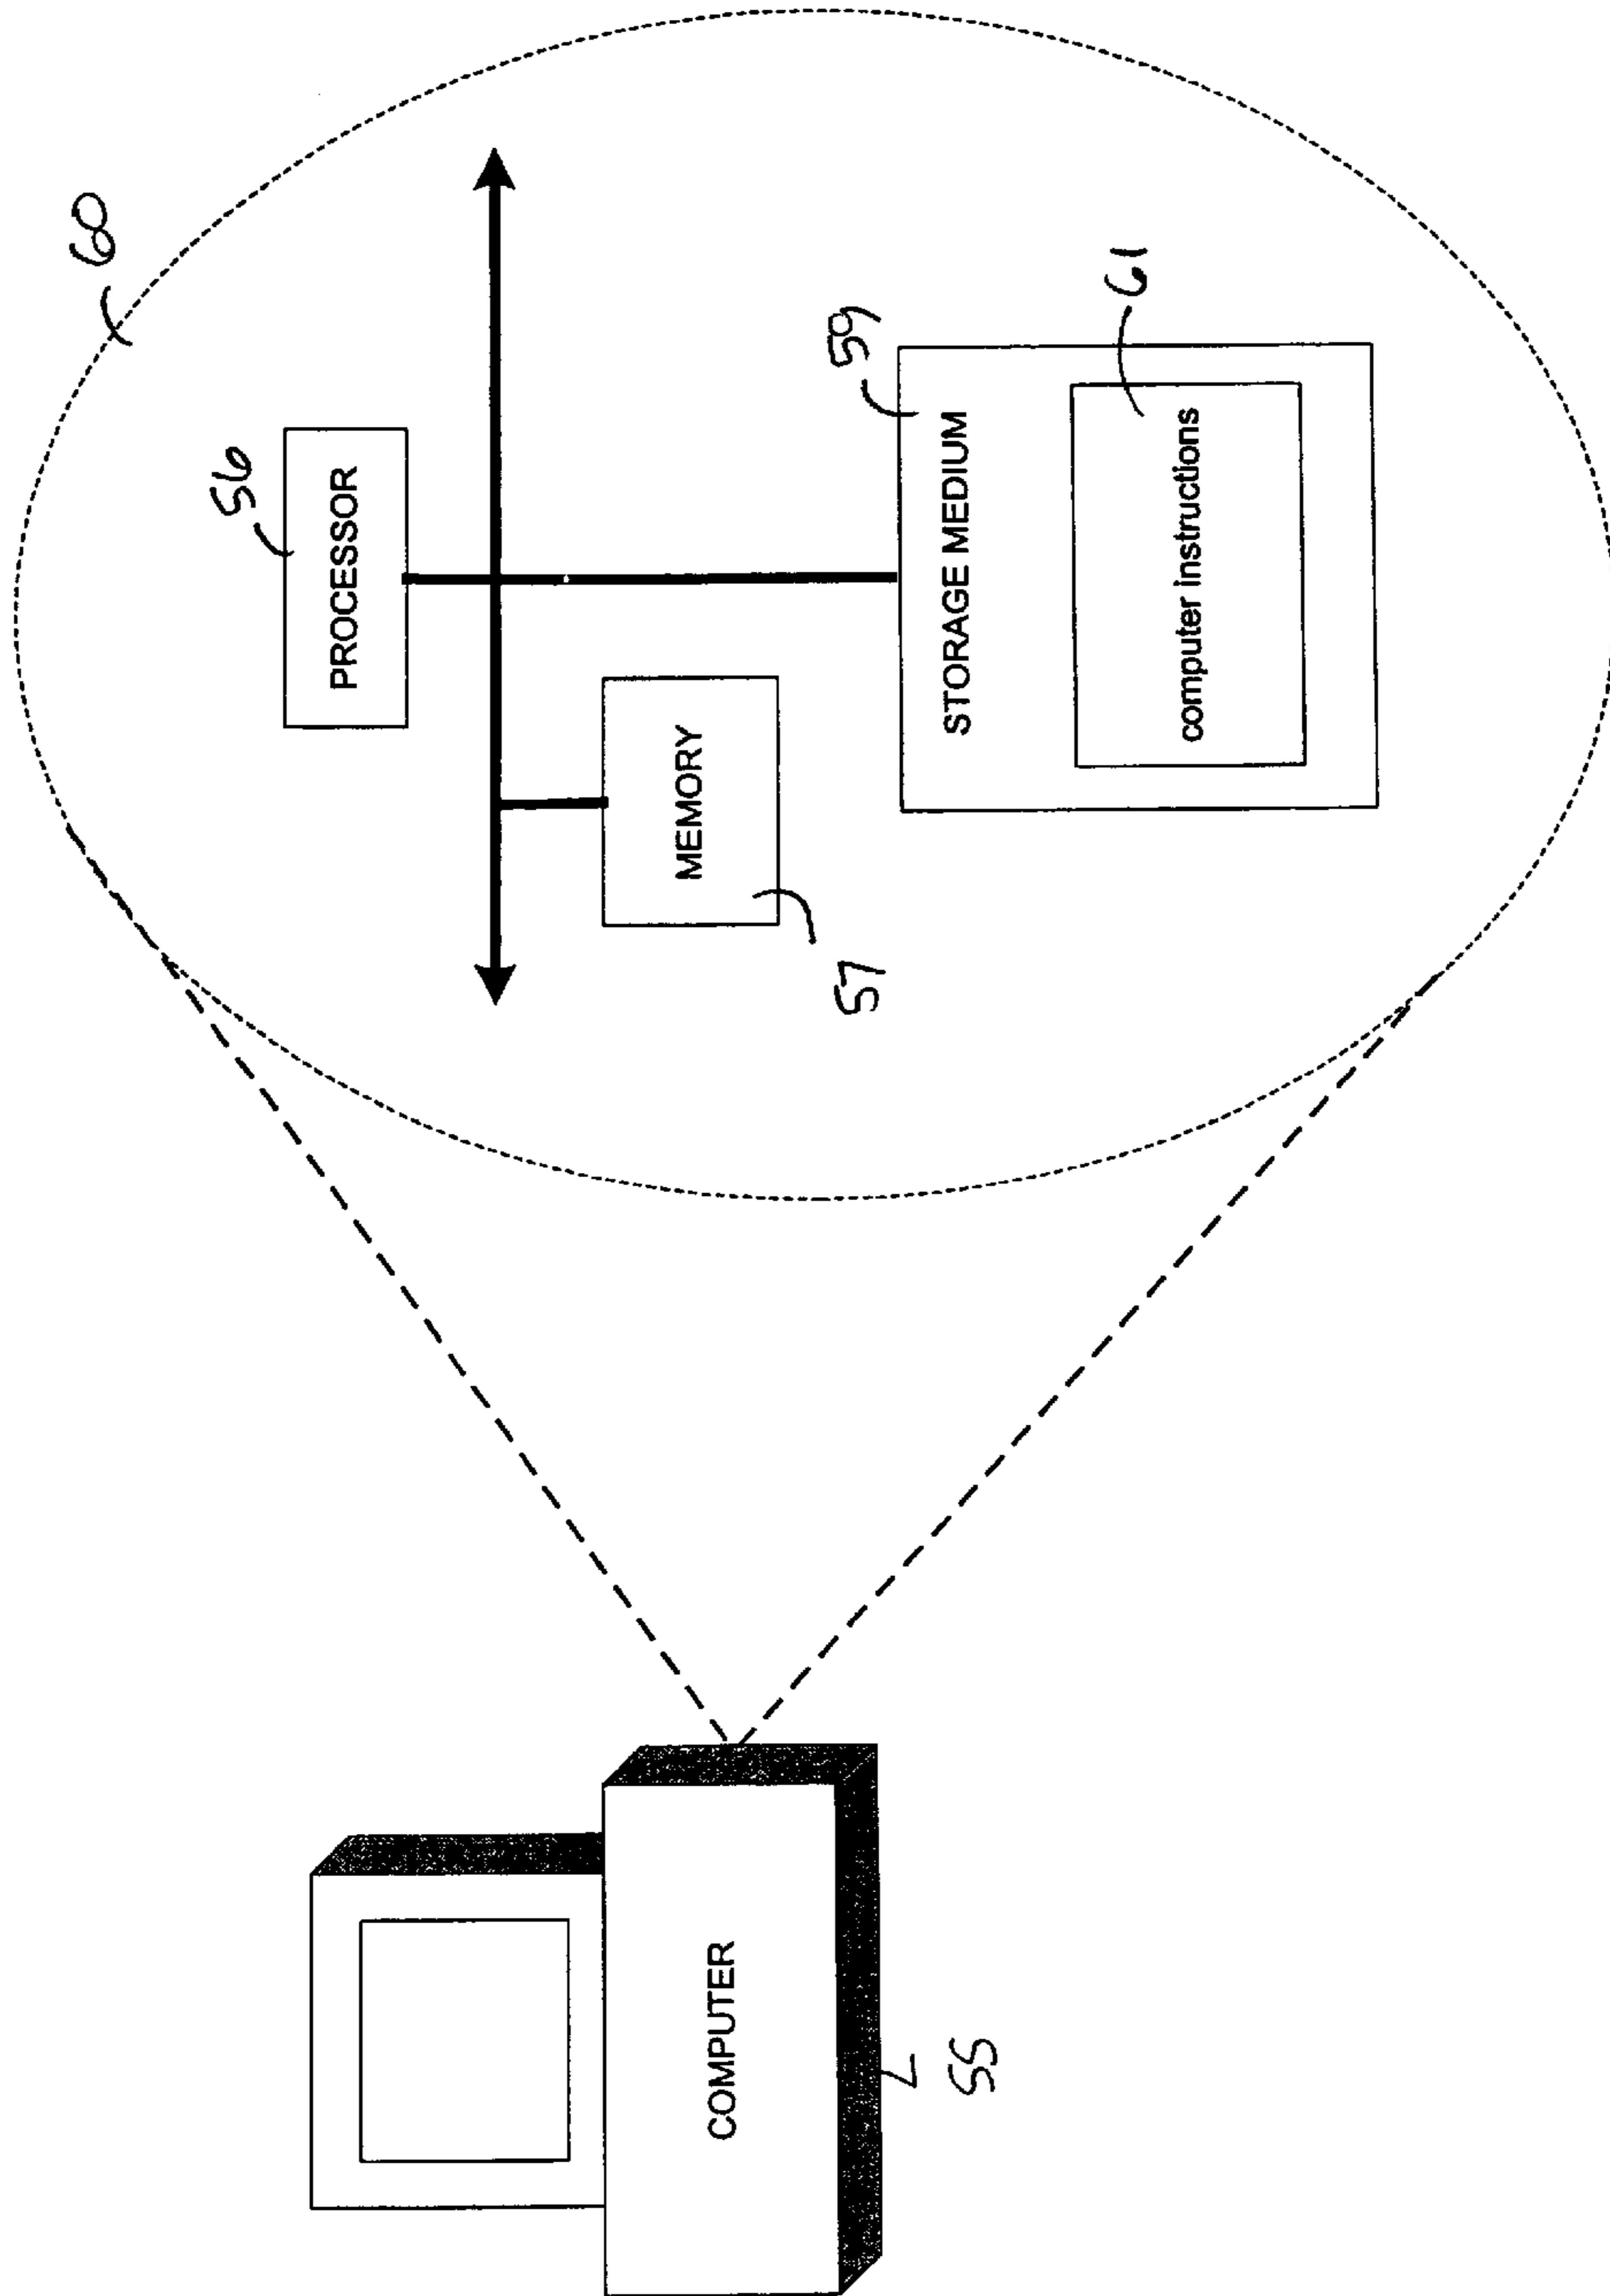 60
56
PROCESSOR
MEMORY
57
59
STORAGE MEDIUM
61
computer instructions
COMPUTER
55